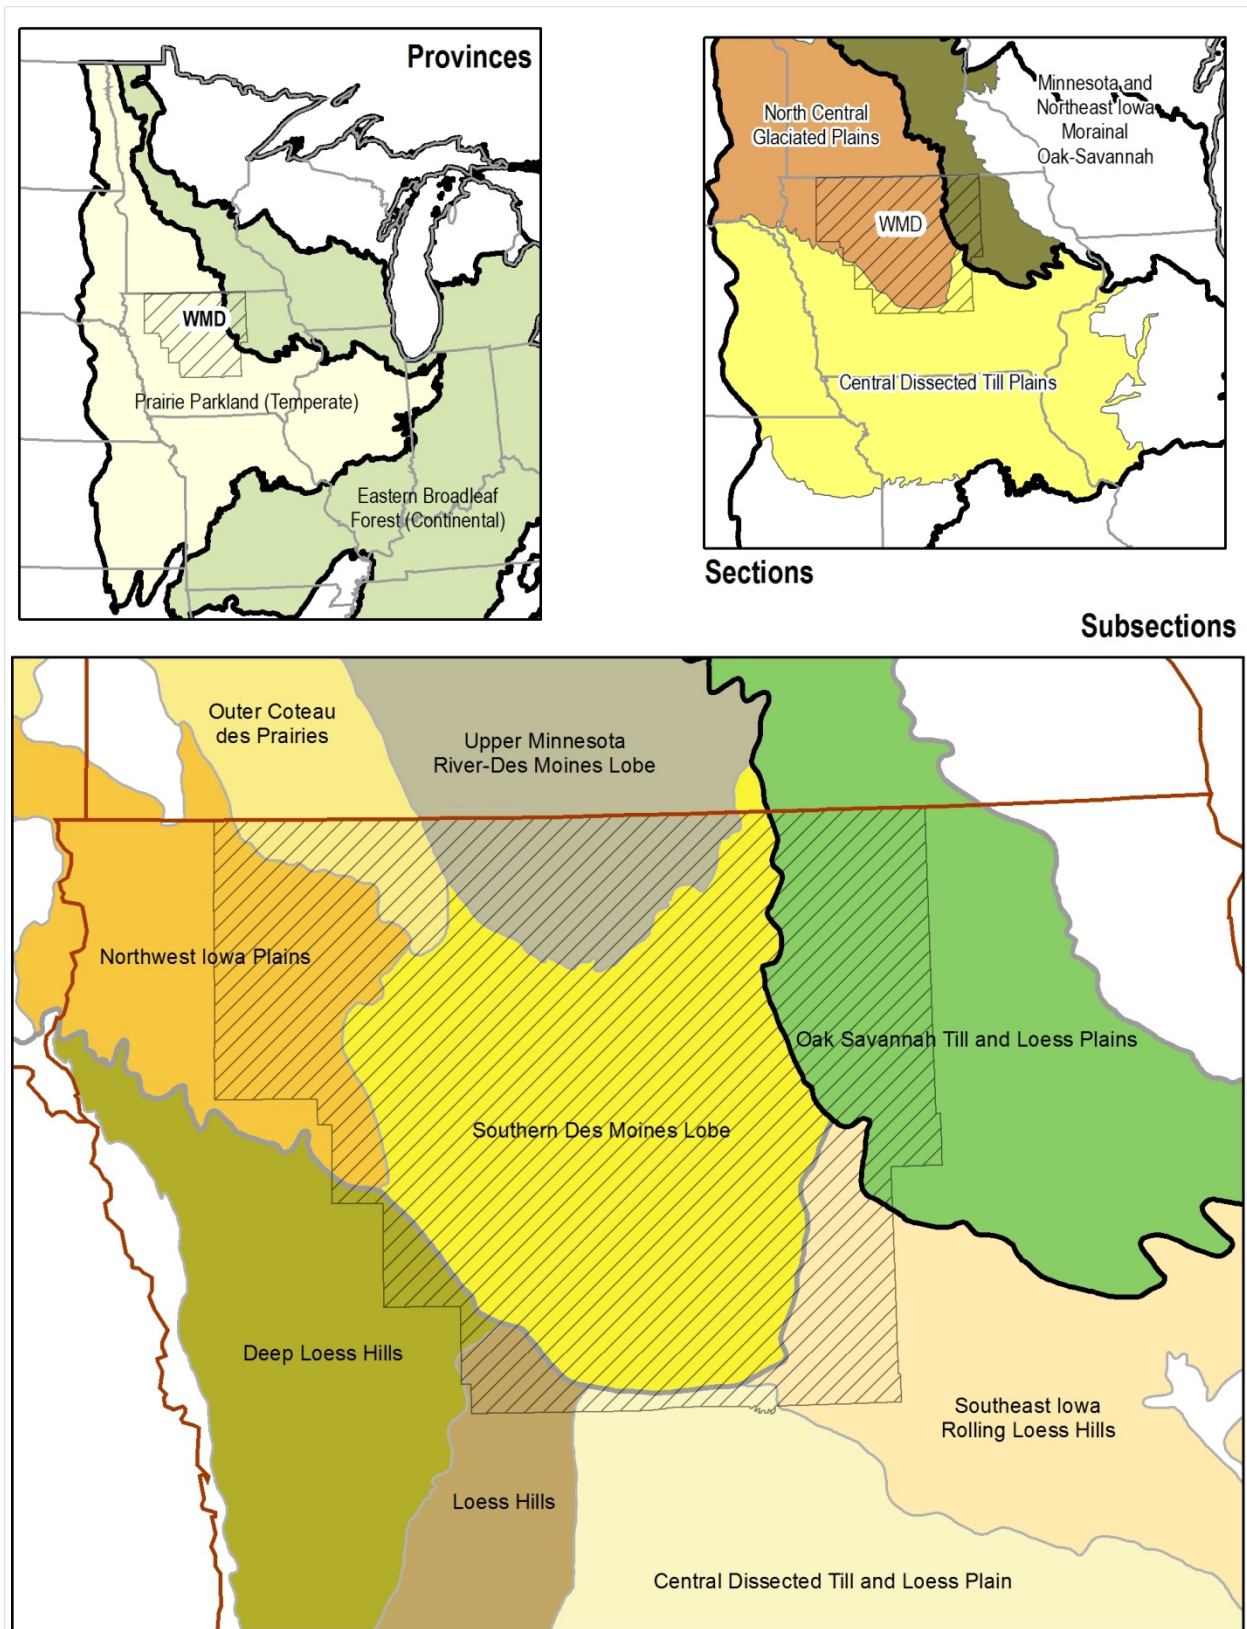 Provinces
WMD
Prairie Parkland (Temperate)
Eastern Broadleaf
Forest (Continental)
North Central
Glaciated Plains
Minnesota and
Northeast Iowa
Morainal
Oak-Savannah
WMD
Central Dissected Till Plains
Sections
Subsections
Outer Coteau
des Prairies
Upper Minnesota
River-Des Moines Lobe
Northwest Iowa Plains
Oak Savannah Till and Loess Plains
Southern Des Moines Lobe
Deep Loess Hills
Southeast Iowa
Rolling Loess Hills
Loess Hills
Central Dissected Till and Loess Plain